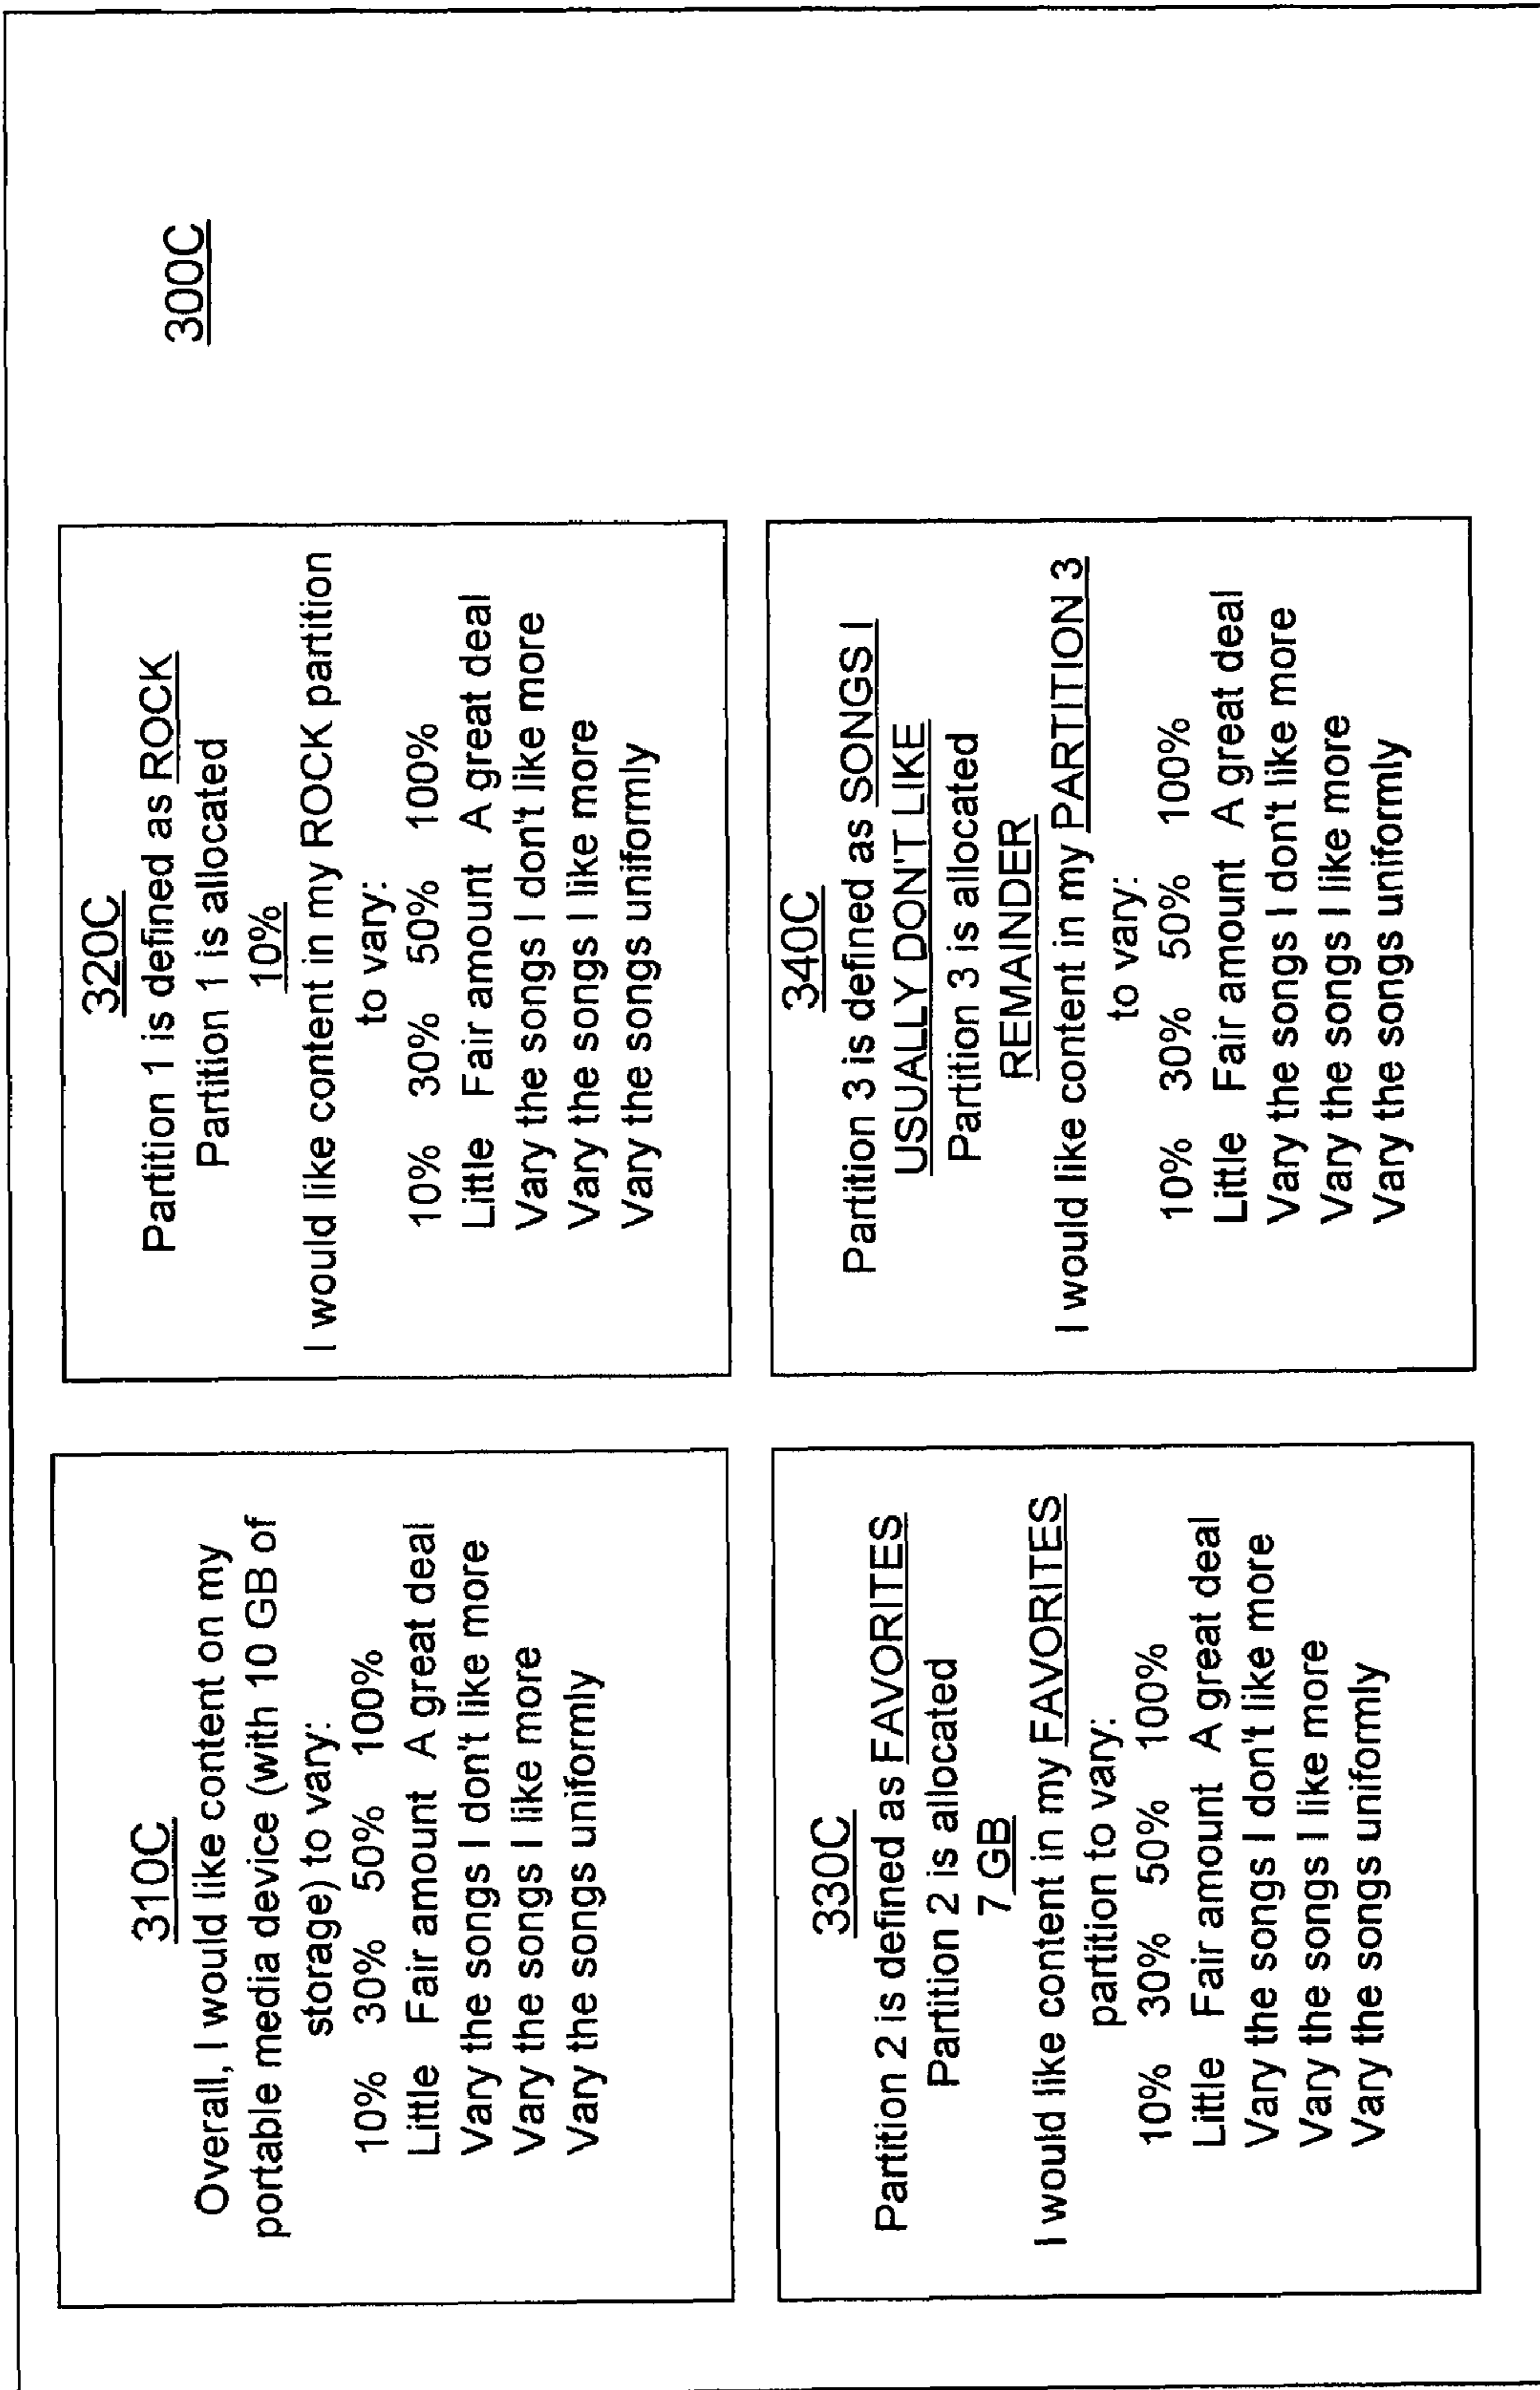 300C
310C
Overall, I would like content on my
portable media device (with 10 GB of
storage) to vary:
10% 30% 50% 100%
Little Fair amount A great deal
Vary the songs I don't like more
Vary the songs I like more
Vary the songs uniformly
320C
Partition 1 is defined as ROCK
Partition 1 is allocated
10%
I would like content in my ROCK partition
to vary:
10% 30% 50% 100%
Little Fair amount A great deal
Vary the songs I don't like more
Vary the songs I like more
Vary the songs uniformly
330C
Partition 2 is defined as FAVORITES
Partition 2 is allocated
7 GB
I would like content in my FAVORITES
partition to vary:
10% 30% 50% 100%
Little Fair amount A great deal
Vary the songs I don't like more
Vary the songs I like more
Vary the songs uniformly
340C
Partition 3 is defined as SONGS I
USUALLY DON'T LIKE
Partition 3 is allocated
REMAINDER
I would like content in my PARTITION 3
to vary:
10% 30% 50% 100%
Little Fair amount A great deal
Vary the songs I don't like more
Vary the songs I like more
Vary the songs uniformly